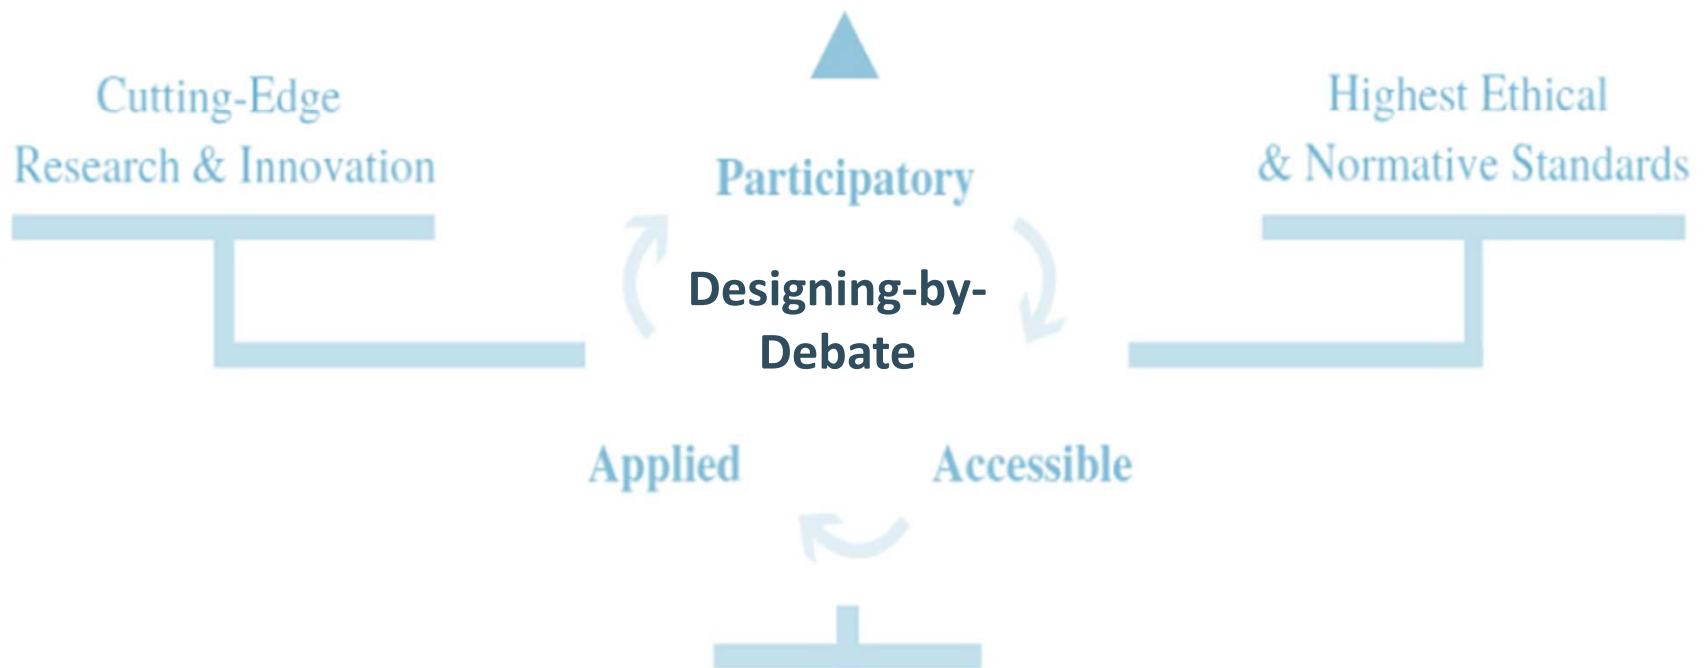 Cutting-Edge
Research & Innovation
Highest Ethical
& Normative Standards
Participatory
Designing-by-
Debate
Applied
Accessible